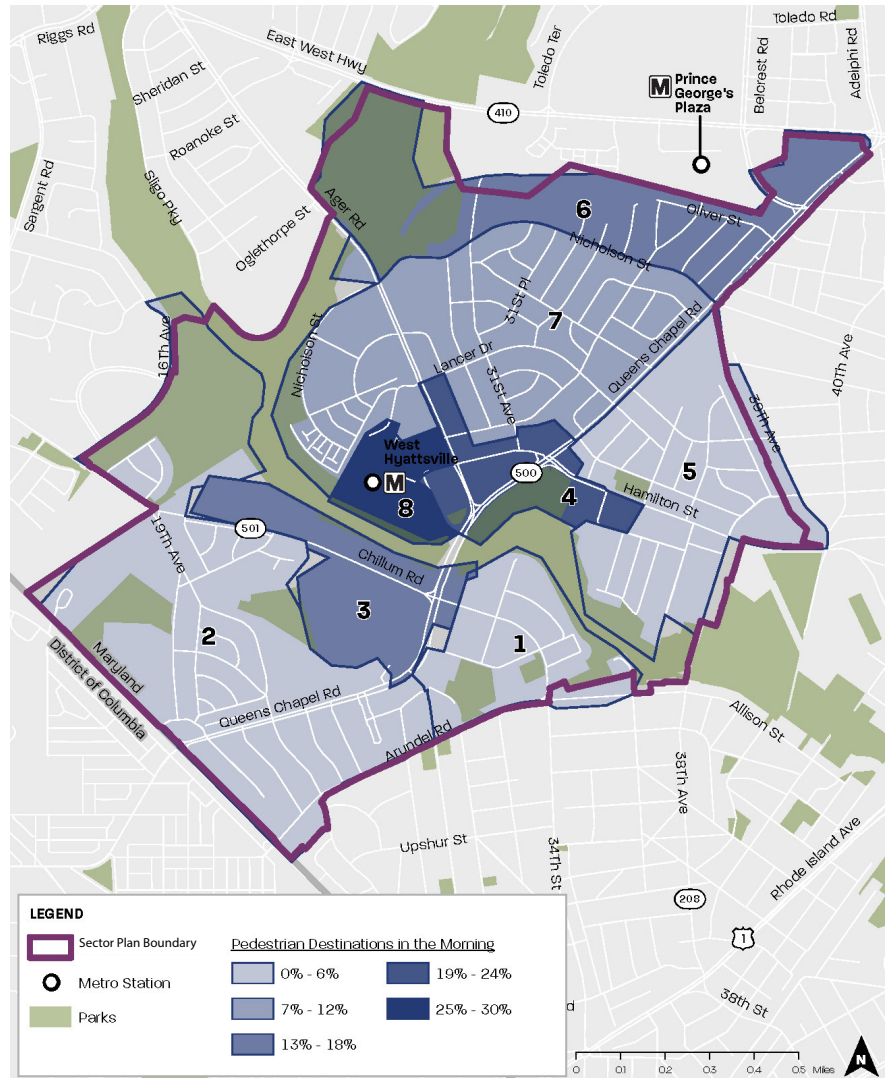 Riggs Rd
East West Hwy
Toledo Ter
Toledo Rd
Belcrest Rd
Adelphi Rd
Sheridan St
M Prince
George's
Plaza
410
Roanoke St
Sargent Rd
Sligo Pky
Oglethorpe St
Ager Rd
6
Oliver St
Nicholson St
16Th Ave
Nicholson St
31St Pl
7
Queens Chapel Rd
Lancer Dr
31St Ave
40Th Ave
39Th Ave
West
Hyattsville
M
8
500
4
5
Hamilton St
501
19Th Ave
Chillum Rd
3
2
1
Maryland
District of Columbia
Queens Chapel Rd
Arundel Rd
Allison St
38Th Ave
Upshur St
34Th St
Rhode Island Ave
208
1
38th St
d
LEGEND
Sector Plan Boundary
Metro Station
Parks
Pedestrian Destinations in the Morning
0% - 6%
7% - 12%
13% - 18%
19% - 24%
25% - 30%
0 0.1 0.2 0.3 0.4 0.5 Miles
N